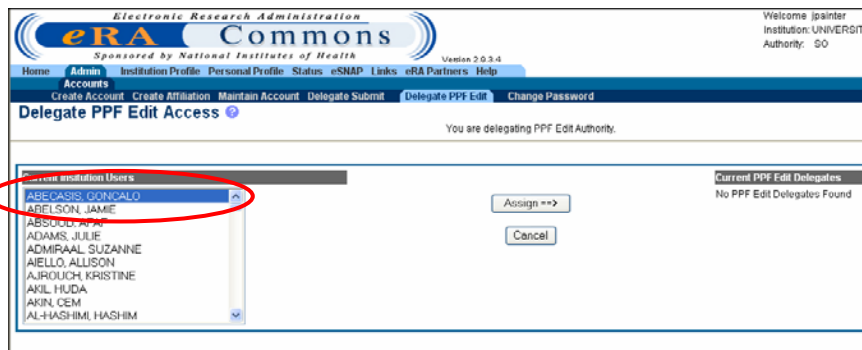 Electronic Research Administration
eRA Commons
Sponsored by National Institutes of Health
Version 2.0.3.4
Welcome jpainter
Institution: UNIVERSIT
Authority: SO
Home Admin Institution Profile Personal Profile Status eSNAP Links eRA Partners Help
Accounts
Create Account Create Affiliation Maintain Account Delegate Submit Delegate PPF Edit Change Password
Delegate PPF Edit Access ?
You are delegating PPF Edit Authority.
Current Insitution Users
Current PPF Edit Delegates
No PPF Edit Delegates Found
ABECASIS, GONCALO
ABELSON, JAMIE
ABSOOD, AFAF
ADAMS, JULIE
ADMIRAAL, SUZANNE
AIELLO, ALLISON
AJROUCH, KRISTINE
AKIL, HUDA
AKIN, CEM
AL-HASHIMI, HASHIM
Assign ==>
Cancel